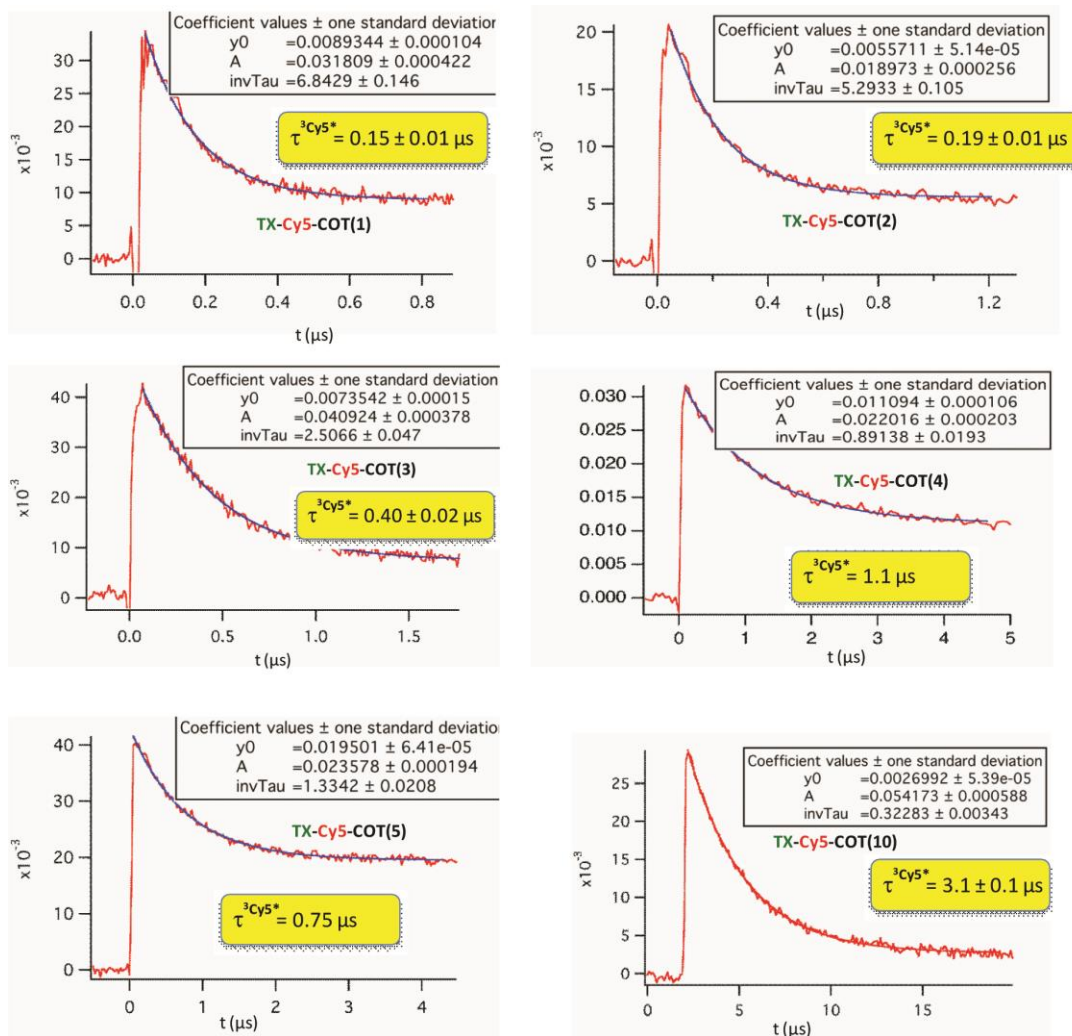 Coefficient values ± one standard deviation
y0 =0.0089344 ± 0.000104
A =0.031809 ± 0.000422
invTau =6.8429 ± 0.146
τ ³Cy5* = 0.15 ± 0.01 µs
TX-Cy5-COT(1)
x10⁻³
30
25
20
15
10
5
0
0.0 0.2 0.4 0.6 0.8
t (µs)
Coefficient values ± one standard deviation
y0 =0.0055711 ± 5.14e-05
A =0.018973 ± 0.000256
invTau =5.2933 ± 0.105
τ ³Cy5* = 0.19 ± 0.01 µs
TX-Cy5-COT(2)
x10⁻³
20
15
10
5
0
0.0 0.4 0.8 1.2
t (µs)
Coefficient values ± one standard deviation
y0 =0.0073542 ± 0.00015
A =0.040924 ± 0.000378
invTau =2.5066 ± 0.047
TX-Cy5-COT(3)
τ ³Cy5* = 0.40 ± 0.02 µs
x10⁻³
40
30
20
10
0
0.0 0.5 1.0 1.5
t (µs)
Coefficient values ± one standard deviation
y0 =0.011094 ± 0.000106
A =0.022016 ± 0.000203
invTau =0.89138 ± 0.0193
TX-Cy5-COT(4)
τ ³Cy5* = 1.1 µs
0.030
0.025
0.020
0.015
0.010
0.005
0.000
0 1 2 3 4 5
t (µs)
Coefficient values ± one standard deviation
y0 =0.019501 ± 6.41e-05
A =0.023578 ± 0.000194
invTau =1.3342 ± 0.0208
TX-Cy5-COT(5)
τ ³Cy5* = 0.75 µs
x10⁻³
40
30
20
10
0
0 1 2 3 4
t (µs)
Coefficient values ± one standard deviation
y0 =0.0026992 ± 5.39e-05
A =0.054173 ± 0.000588
invTau =0.32283 ± 0.00343
TX-Cy5-COT(10)
τ ³Cy5* = 3.1 ± 0.1 µs
x10⁻³
25
20
15
10
5
0
0 5 10 15
t (µs)